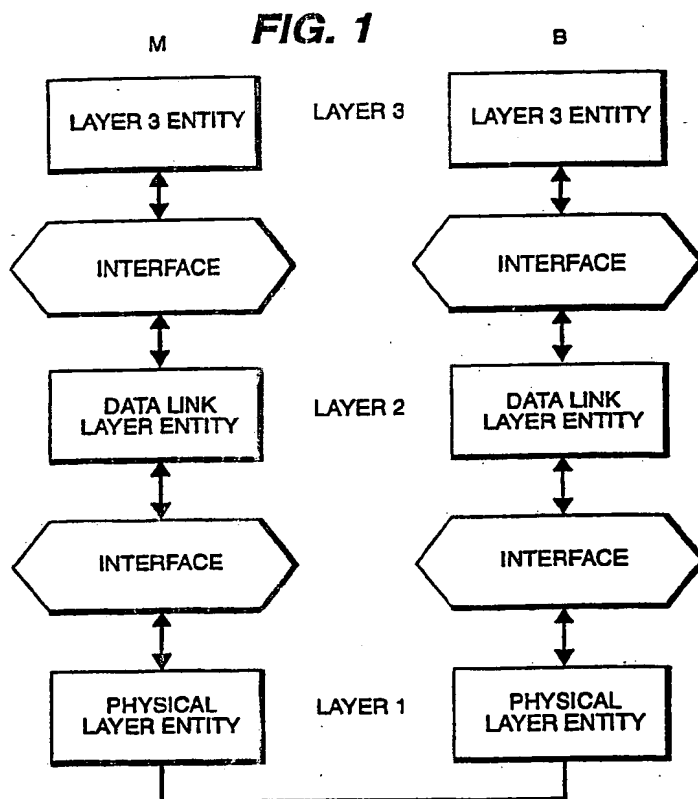 FIG. 1
M
B
LAYER 3 ENTITY
LAYER 3
LAYER 3 ENTITY
INTERFACE
INTERFACE
DATA LINK
LAYER ENTITY
LAYER 2
DATA LINK
LAYER ENTITY
INTERFACE
INTERFACE
PHYSICAL
LAYER ENTITY
LAYER 1
PHYSICAL
LAYER ENTITY